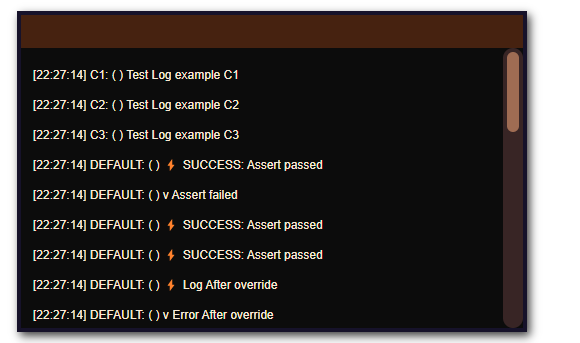 [22:27:14] C1: ( ) Test Log example C1
[22:27:14] C2: ( ) Test Log example C2
[22:27:14] C3: ( ) Test Log example C3
[22:27:14] DEFAULT: ( ) ⚡ SUCCESS: Assert passed
[22:27:14] DEFAULT: ( ) v Assert failed
[22:27:14] DEFAULT: ( ) ⚡ SUCCESS: Assert passed
[22:27:14] DEFAULT: ( ) ⚡ SUCCESS: Assert passed
[22:27:14] DEFAULT: ( ) ⚡ Log After override
[22:27:14] DEFAULT: ( ) v Error After override